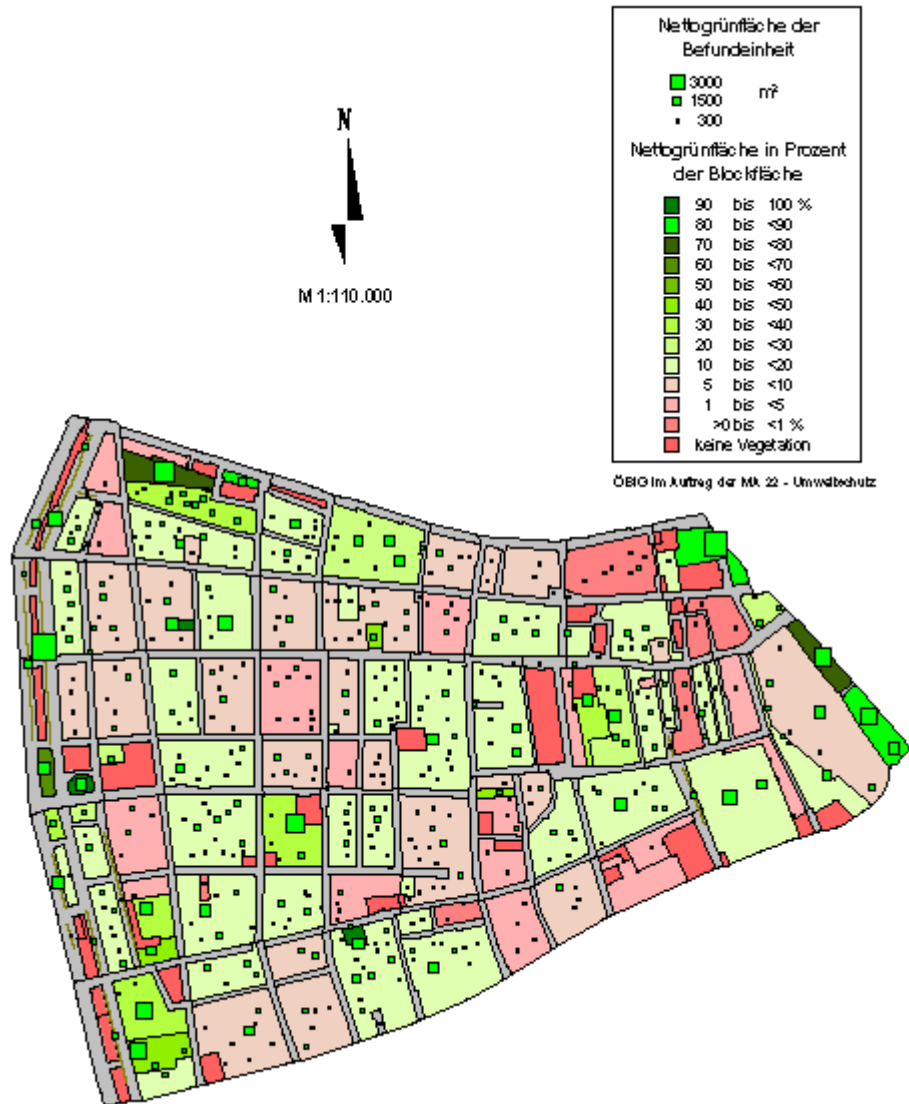 Nettogrünfläche der
Befundeinheit
3000
1500 m²
300
Nettogrünfläche in Prozent
der Blockfläche
90 bis 100 %
80 bis <90
70 bis <80
60 bis <70
50 bis <60
40 bis <50
30 bis <40
20 bis <30
10 bis <20
5 bis <10
1 bis <5
>0 bis <1 %
keine Vegetation
ÖBIG im Auftrag der MA 22 - Umweltschutz
N
M 1:110.000